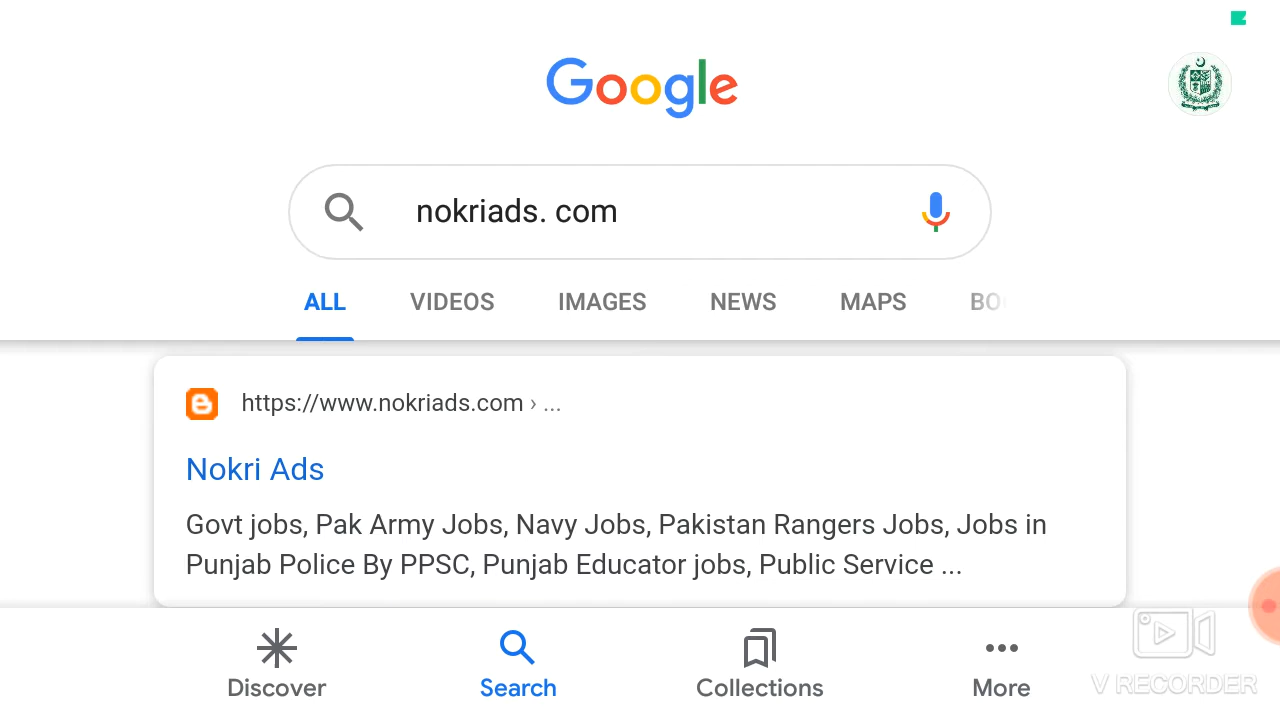 Google
nokriads. com
ALL VIDEOS IMAGES NEWS MAPS
https://www.nokriads.com › ...
Nokri Ads
Govt jobs, Pak Army Jobs, Navy Jobs, Pakistan Rangers Jobs, Jobs in
Punjab Police By PPSC, Punjab Educator jobs, Public Service ...
Discover Search Collections More
V RECORDER